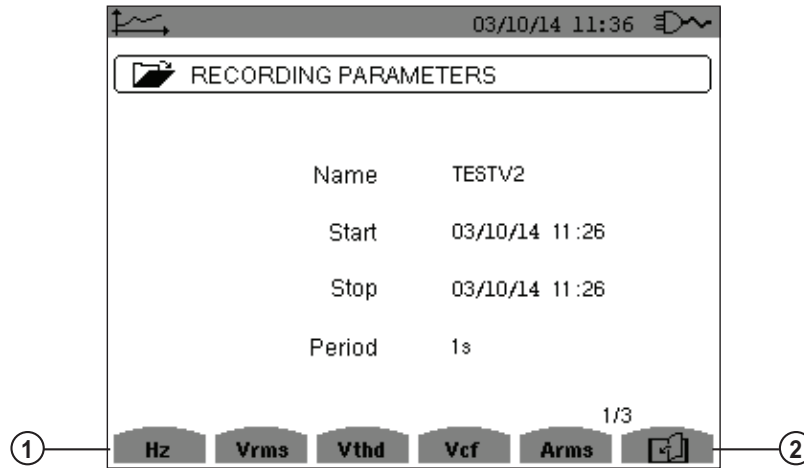 03/10/14 11:36
RECORDING PARAMETERS
Name TESTV2
Start 03/10/14 11:26
Stop 03/10/14 11:26
Period 1s
1/3
1 Hz Vrms Vthd Vcf Arms 2